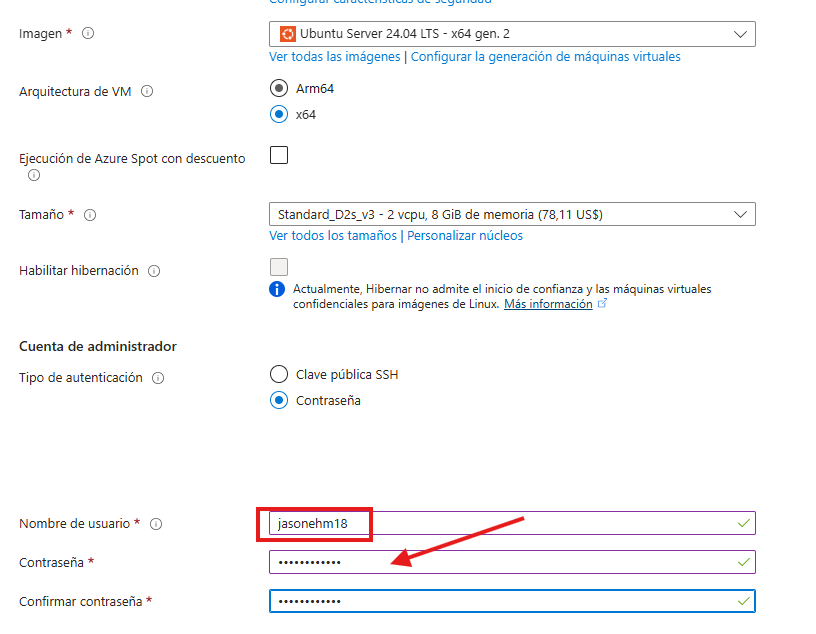 Configurar características de seguridad
Imagen *
Ubuntu Server 24.04 LTS - x64 gen. 2
Ver todas las imágenes | Configurar la generación de máquinas virtuales
Arquitectura de VM
Arm64
x64
Ejecución de Azure Spot con descuento
Tamaño *
Standard_D2s_v3 - 2 vcpu, 8 GiB de memoria (78,11 US$)
Ver todos los tamaños | Personalizar núcleos
Habilitar hibernación
Actualmente, Hibernar no admite el inicio de confianza y las máquinas virtuales
confidenciales para imágenes de Linux. Más información
Cuenta de administrador
Tipo de autenticación
Clave pública SSH
Contraseña
Nombre de usuario *
jasonehm18
Contraseña *
••••••••••••
Confirmar contraseña *
••••••••••••